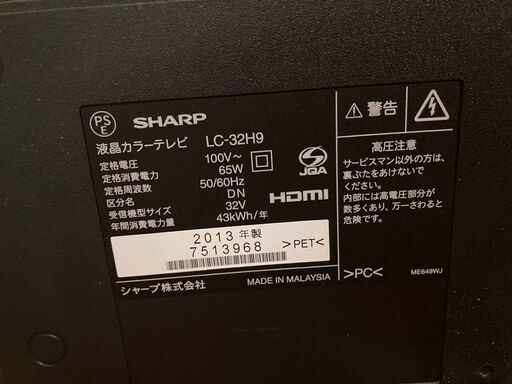 PS
E
SHARP
液晶カラーテレビ LC-32H9
定格電圧 100V～
定格消費電力 65W
定格周波数 50/60Hz
区分名 DN
受信機型サイズ 32V
年間消費電力量 43kWh/年
S
JQA
HDMI
2013年製
7513968
>PET<
シャープ株式会社 MADE IN MALAYSIA
警告
高圧注意
サービスマン以外の方は、
裏ぶたをあけないで
ください。
内部には高電圧部分が
数多くあり、万一さわると
危険です。
>PC< ME649WJ